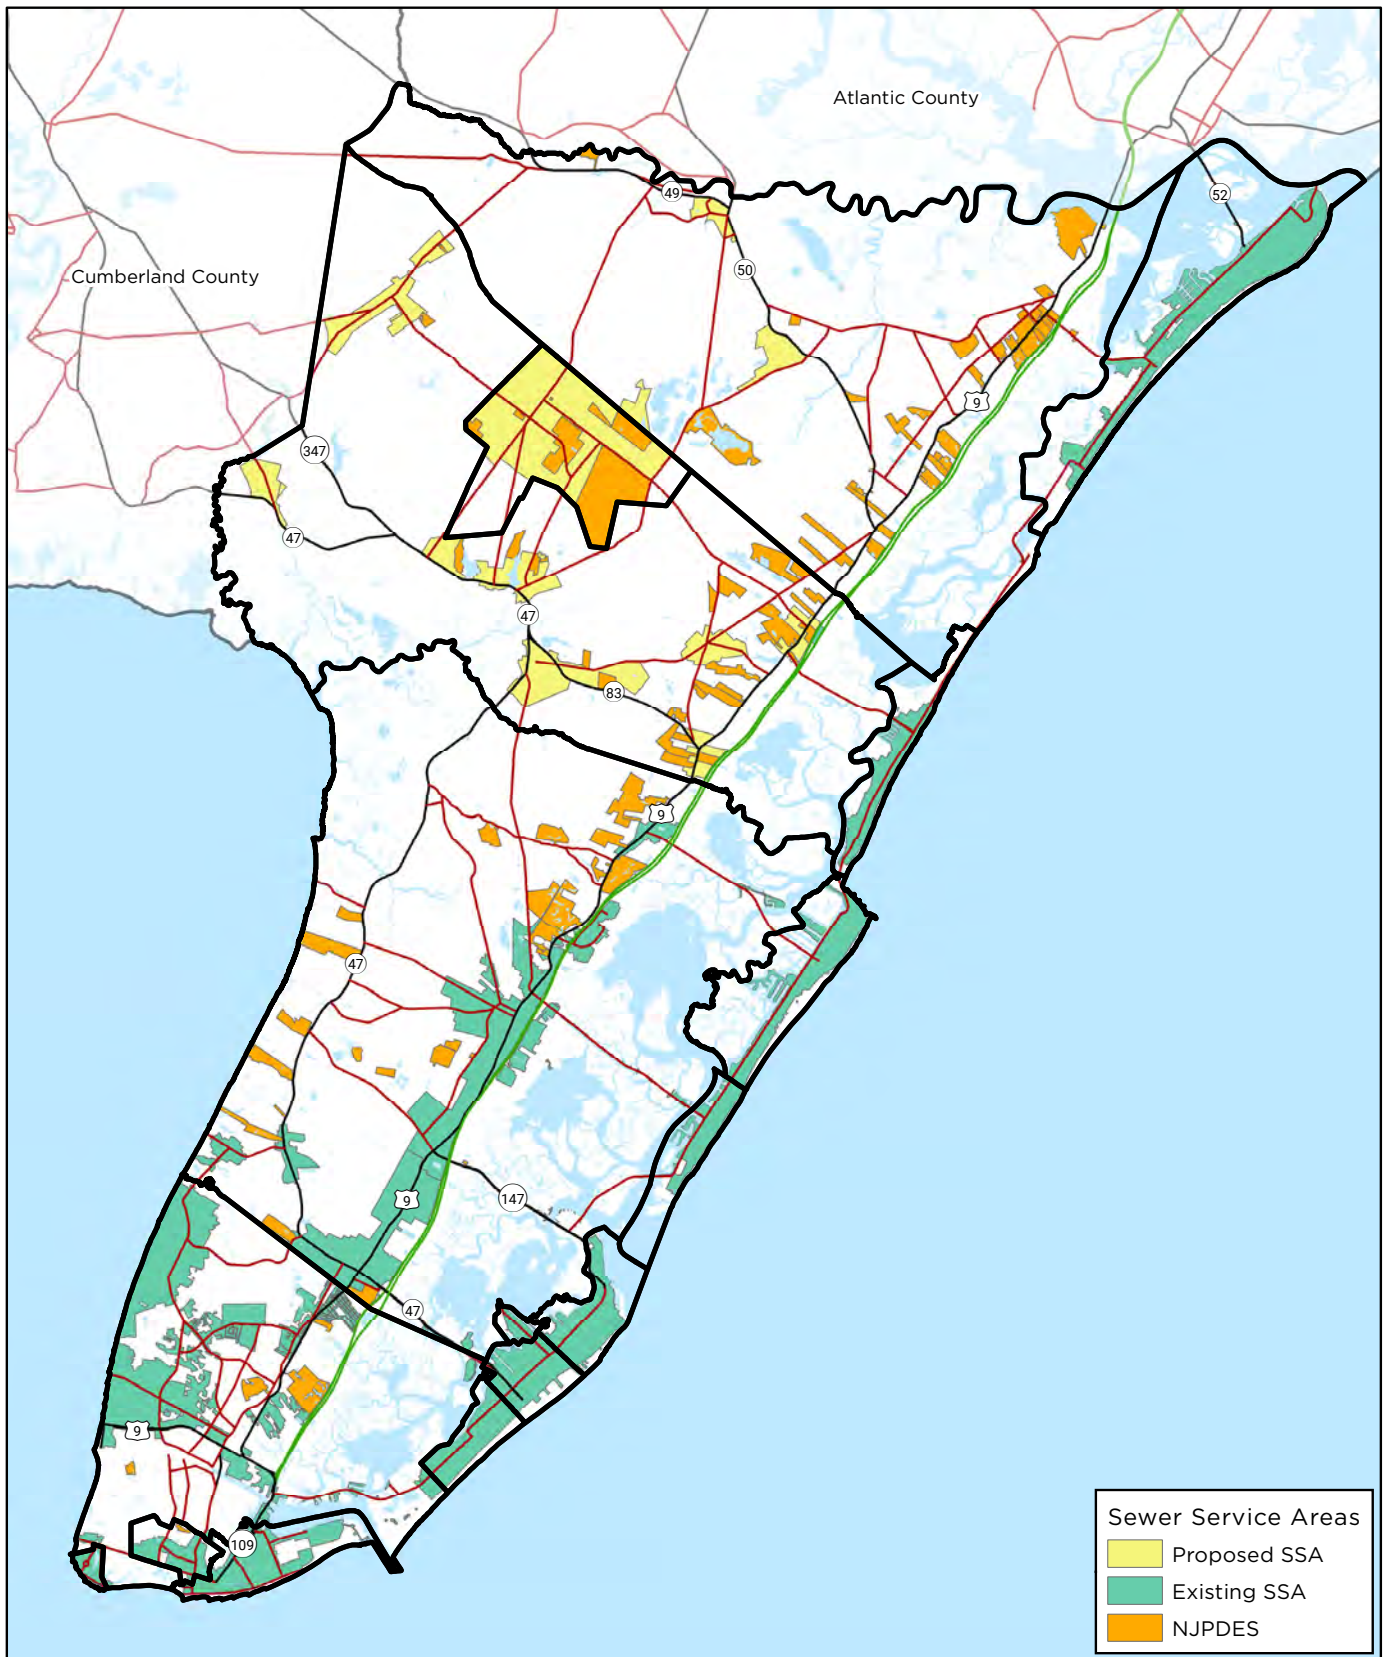 Atlantic County
52
49
50
Cumberland County
9
347
47
47
83
9
47
9
147
47
9
109
Sewer Service Areas
Proposed SSA
Existing SSA
NJPDES